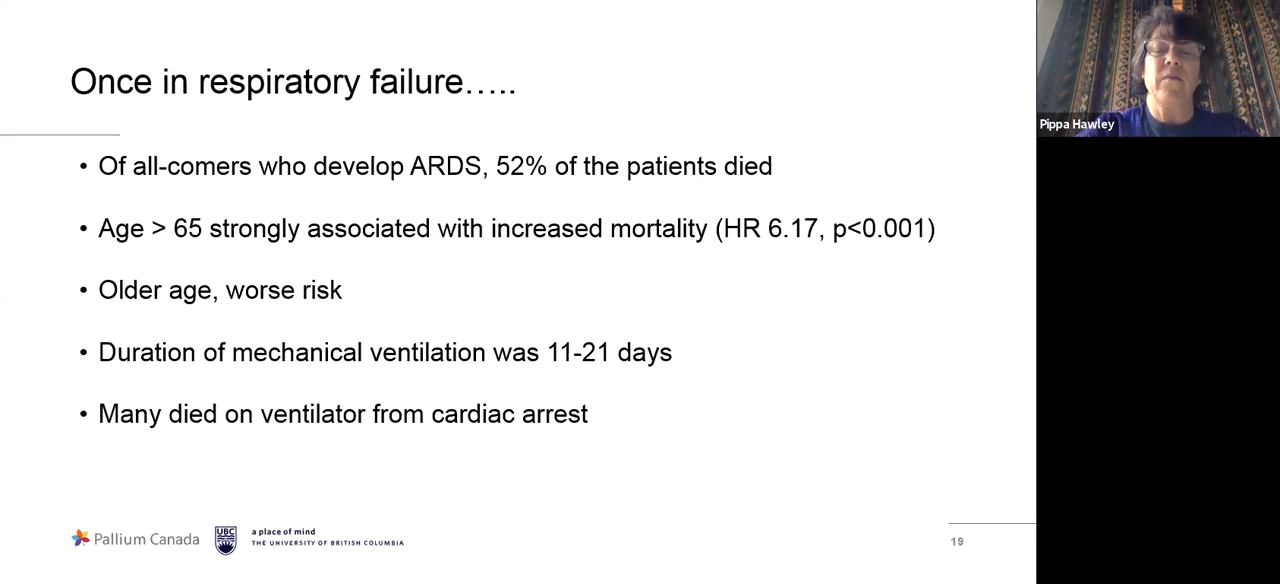 Once in respiratory failure…..
• Of all-comers who develop ARDS, 52% of the patients died
• Age > 65 strongly associated with increased mortality (HR 6.17, p<0.001)
• Older age, worse risk
• Duration of mechanical ventilation was 11-21 days
• Many died on ventilator from cardiac arrest
Pallium Canada
UBC
a place of mind
THE UNIVERSITY OF BRITISH COLUMBIA
19
Pippa Hawley